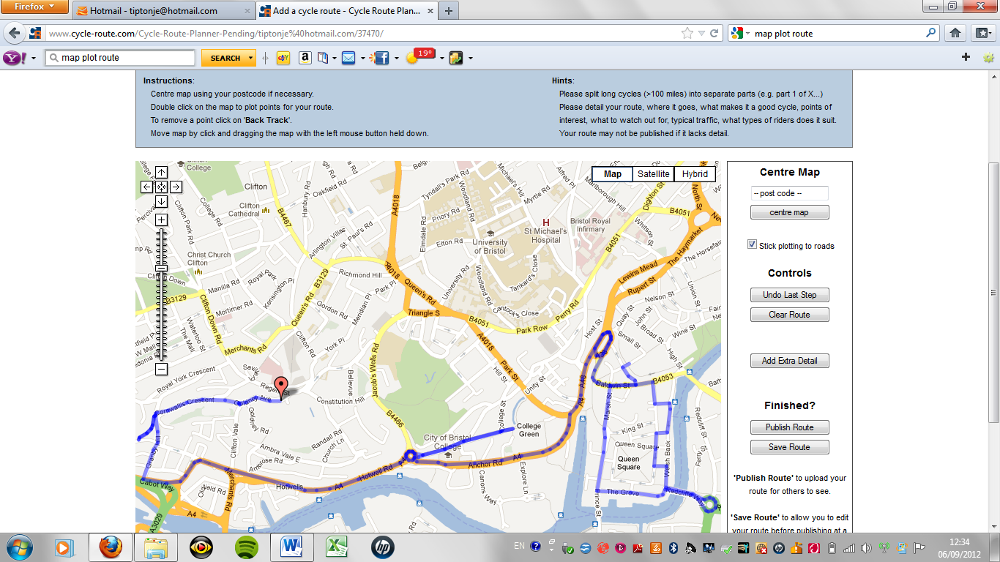 Firefox
Hotmail - tiptonje@hotmail.com
Add a cycle route - Cycle Route Plan...
www.cycle-route.com/Cycle-Route-Planner-Pending/tiptonje%40hotmail.com/37470/
map plot route
map plot route
SEARCH
19°
Instructions:
Centre map using your postcode if necessary.
Double click on the map to plot points for your route.
To remove a point click on 'Back Track'.
Move map by click and dragging the map with the left mouse button held down.
Hints:
Please split long cycles (>100 miles) into separate parts (e.g. part 1 of X...)
Please detail your route, where it goes, what makes it a good cycle, points of
interest, what to watch out for, typical traffic, what types of riders does it suit.
Your route may not be published if it lacks detail.
Map
Satellite
Hybrid
Clifton
College
Clifton
Clifton
Cathedral
College Rd
Clifton Park Rd
Hanbury Rd
Oakfield Rd
B4467
Arlington Villas
St. Paul's Rd
Christ Church
Clifton
Clifton Down
Manilla Rd
Royal Park
Mortimer Rd
Kensington Pl
B3129
B3129
Queen's Rd
Richmond Hill
Gordon Rd
Meridian Pl
Park Pl
Clifton Down Rd
Waterloo St
The Mall
Merchants Rd
Clifton Rd
York Pl
Royal York Crescent
Regent St
Bellevue
Constitution Hill
Cornwallis Crescent
Goldney Ave
Goldney Rd
Clifton Vale
Ambra Vale E
Ambrose Rd
Randall Rd
Church Ln
Granby Hill
Cabot Way
Oldfield Rd
Merchants Rd
Hotwells
A4
Hotwell Rd
A4
A3029
A4018
Tyndall's Park Rd
Woodland Rd
Priory Rd
Elmdale Rd
Elton Rd
University
of Bristol
University Rd
Woodland Rd
Tankard's Close
Cantock's Close
A4018
Queen's Rd
Triangle S
B4051
Park Row
Perry Rd
A4018
Park St
Hill St
Unity St
College St
Jacob's Wells Rd
B4466
City of Bristol
College
College
Green
Anchor Rd
A4
Explore Ln
Canons Way
St Michael's
Hospital
Michael's Hill
Myrtle Rd
Alfred Pl
Marlborough Hill
Bristol Royal
Infirmary
Dighton St
Whitson St
B4051
B4051
North St
The Haymarket
The Horsefair
Lewins Mead
Rupert St
Nelson St
Union St
Host St
Quay St
John St
Broad St
Small St
Wine St
High St
A38
A4
Baldwin St
B4053
Marsh St
King St
Queen Square
Queen
Square
Welsh Back
Prince St
The Grove
Redcliffe Way
Redcliff St
Ferry St
Centre Map
-- post code --
centre map
Stick plotting to roads
Controls
Undo Last Step
Clear Route
Add Extra Detail
Finished?
Publish Route
Save Route
'Publish Route' to upload your
route for others to see.
'Save Route' to allow you to edit
your route before publishing at a
EN
12:34
06/09/2012